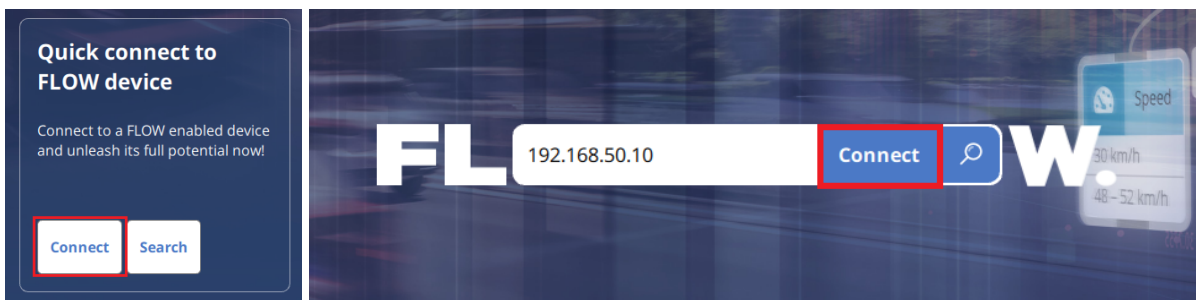 Quick connect to
FLOW device
Connect to a FLOW enabled device
and unleash its full potential now!
Connect
Search
FL
192.168.50.10
Connect
W.
Speed
30 km/h
48 – 52 km/h